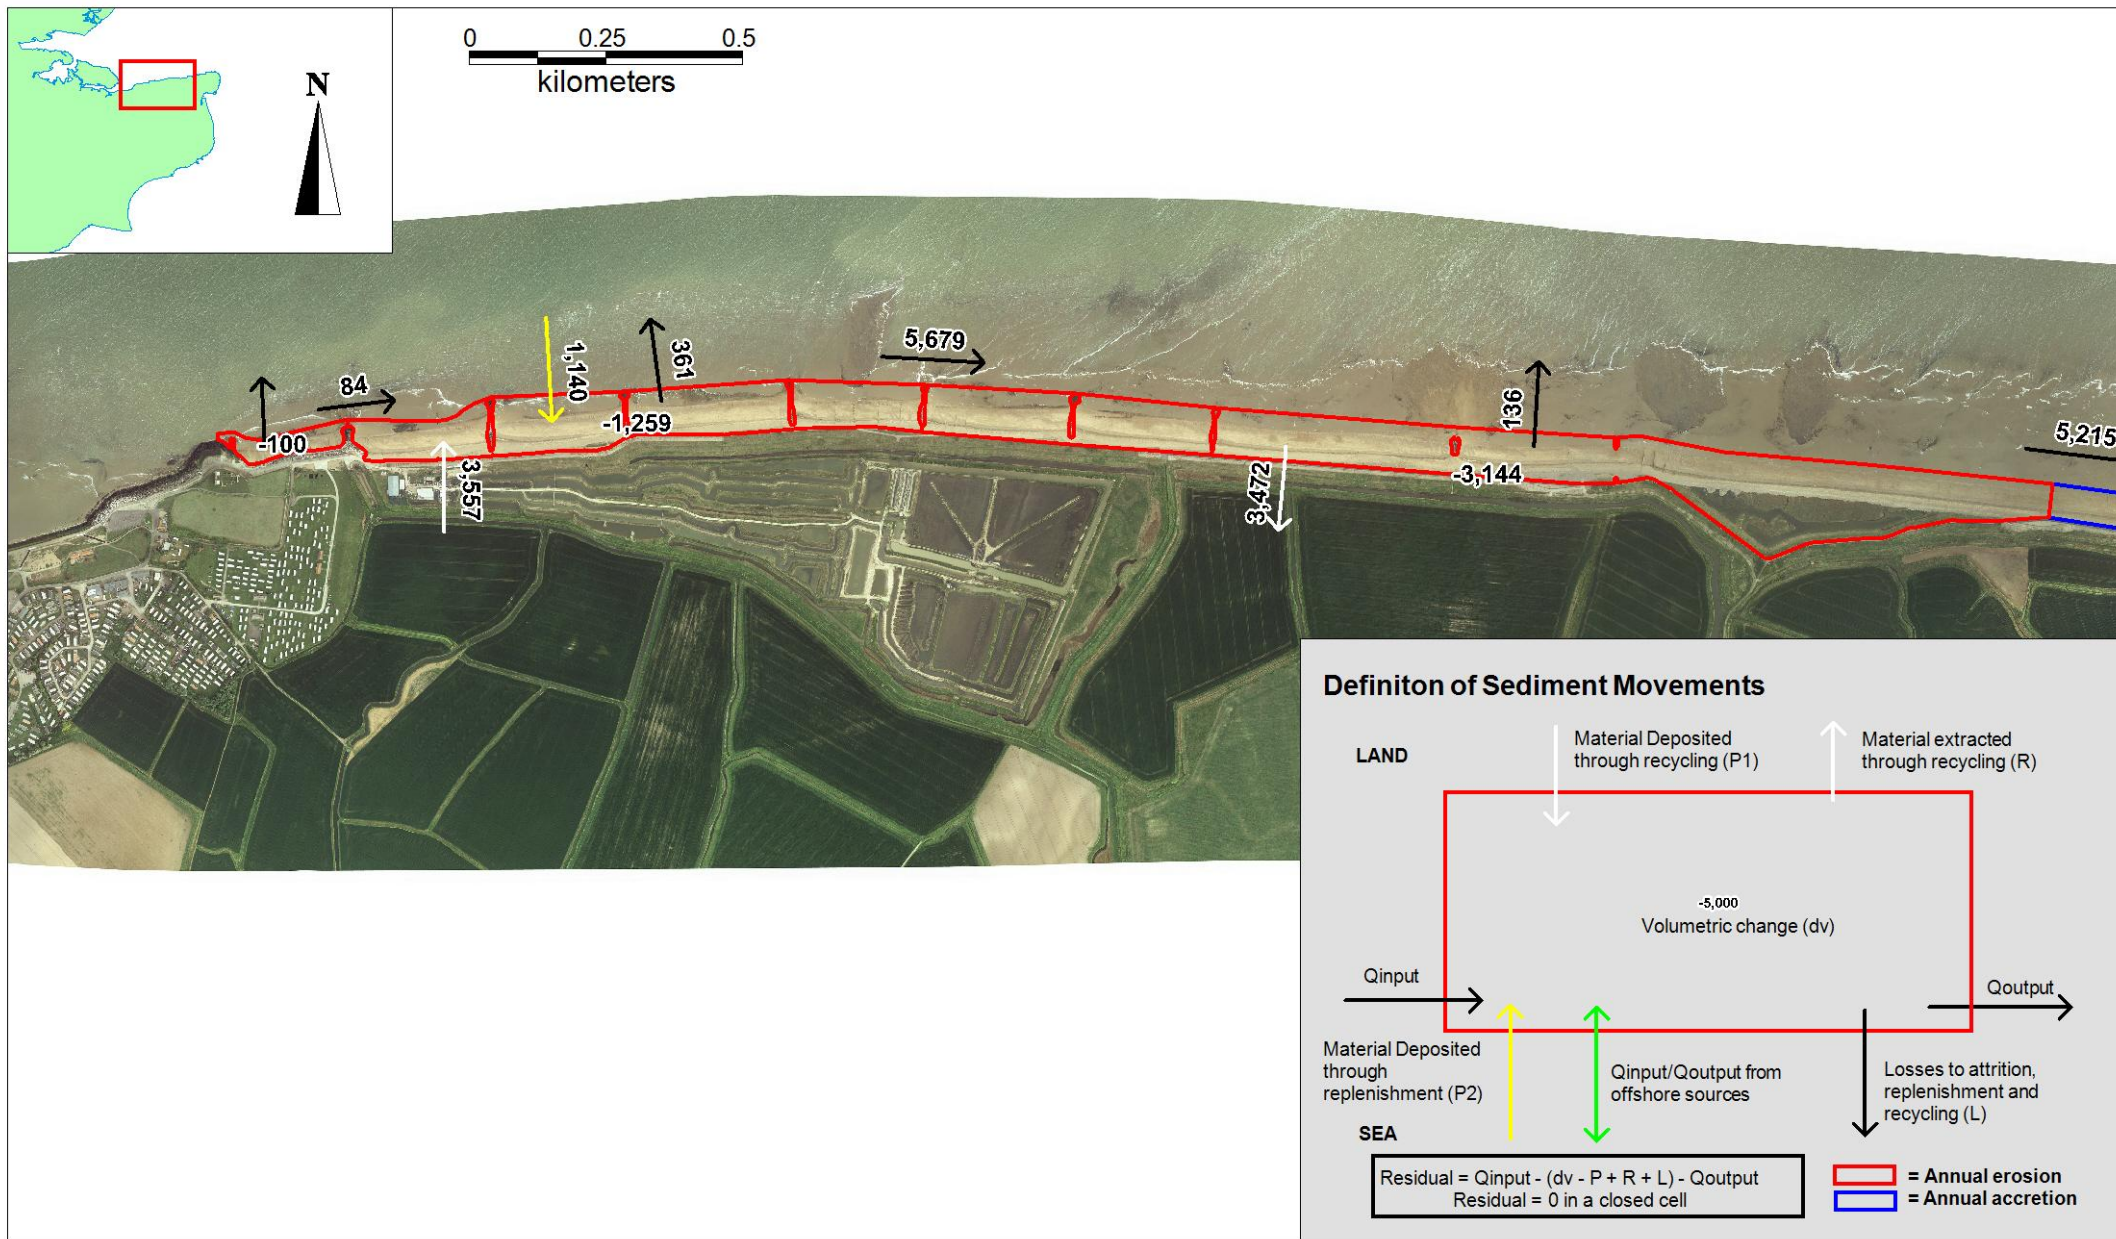 0 0.25 0.5
kilometers
N
84
1,140
361
5,679
136
5,215
-100
-1,259
3,557
3,472
-3,144
Definiton of Sediment Movements
LAND
Material Deposited
through recycling (P1)
Material extracted
through recycling (R)
-5,000
Volumetric change (dv)
Qinput
Qoutput
Material Deposited
through
replenishment (P2)
Qinput/Qoutput from
offshore sources
Losses to attrition,
replenishment and
recycling (L)
SEA
Residual = Qinput - (dv - P + R + L) - Qoutput
Residual = 0 in a closed cell
= Annual erosion
= Annual accretion